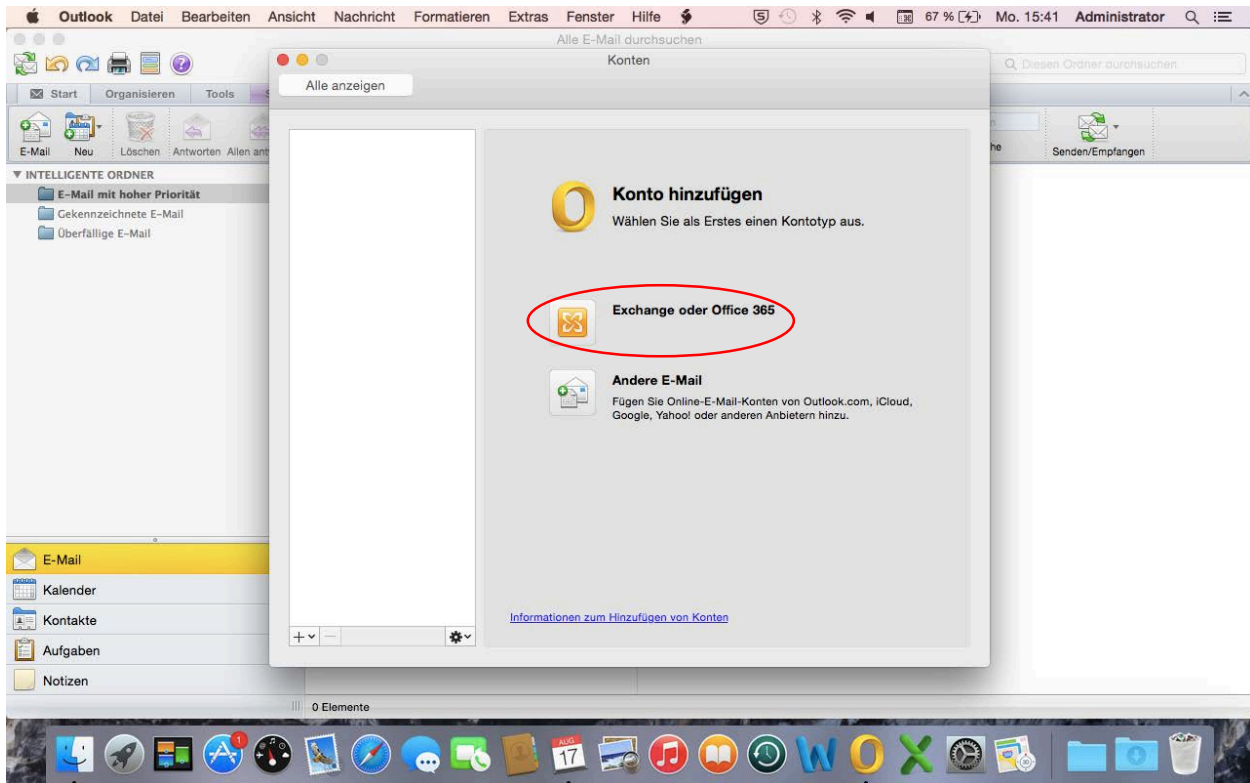 Outlook Datei Bearbeiten Ansicht Nachricht Formatieren Extras Fenster Hilfe 67 % Mo. 15:41 Administrator
Alle E-Mail durchsuchen
Konten
Diesen Ordner durchsuchen
Alle anzeigen
Start Organisieren Tools
E-Mail Neu Löschen Antworten Allen ant
he Senden/Empfangen
INTELLIGENTE ORDNER
E-Mail mit hoher Priorität
Gekennzeichnete E-Mail
Überfällige E-Mail
Konto hinzufügen
Wählen Sie als Erstes einen Kontotyp aus.
Exchange oder Office 365
Andere E-Mail
Fügen Sie Online-E-Mail-Konten von Outlook.com, iCloud,
Google, Yahoo! oder anderen Anbietern hinzu.
Informationen zum Hinzufügen von Konten
E-Mail
Kalender
Kontakte
Aufgaben
Notizen
0 Elemente
1
AUG
17